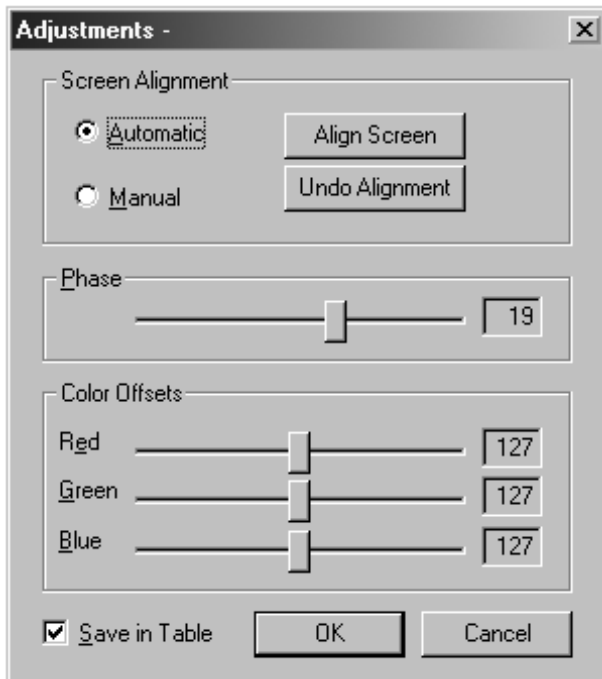 Adjustments -
Screen Alignment
Automatic
Align Screen
Manual
Undo Alignment
Phase
19
Color Offsets
Red
127
Green
127
Blue
127
Save in Table
OK
Cancel